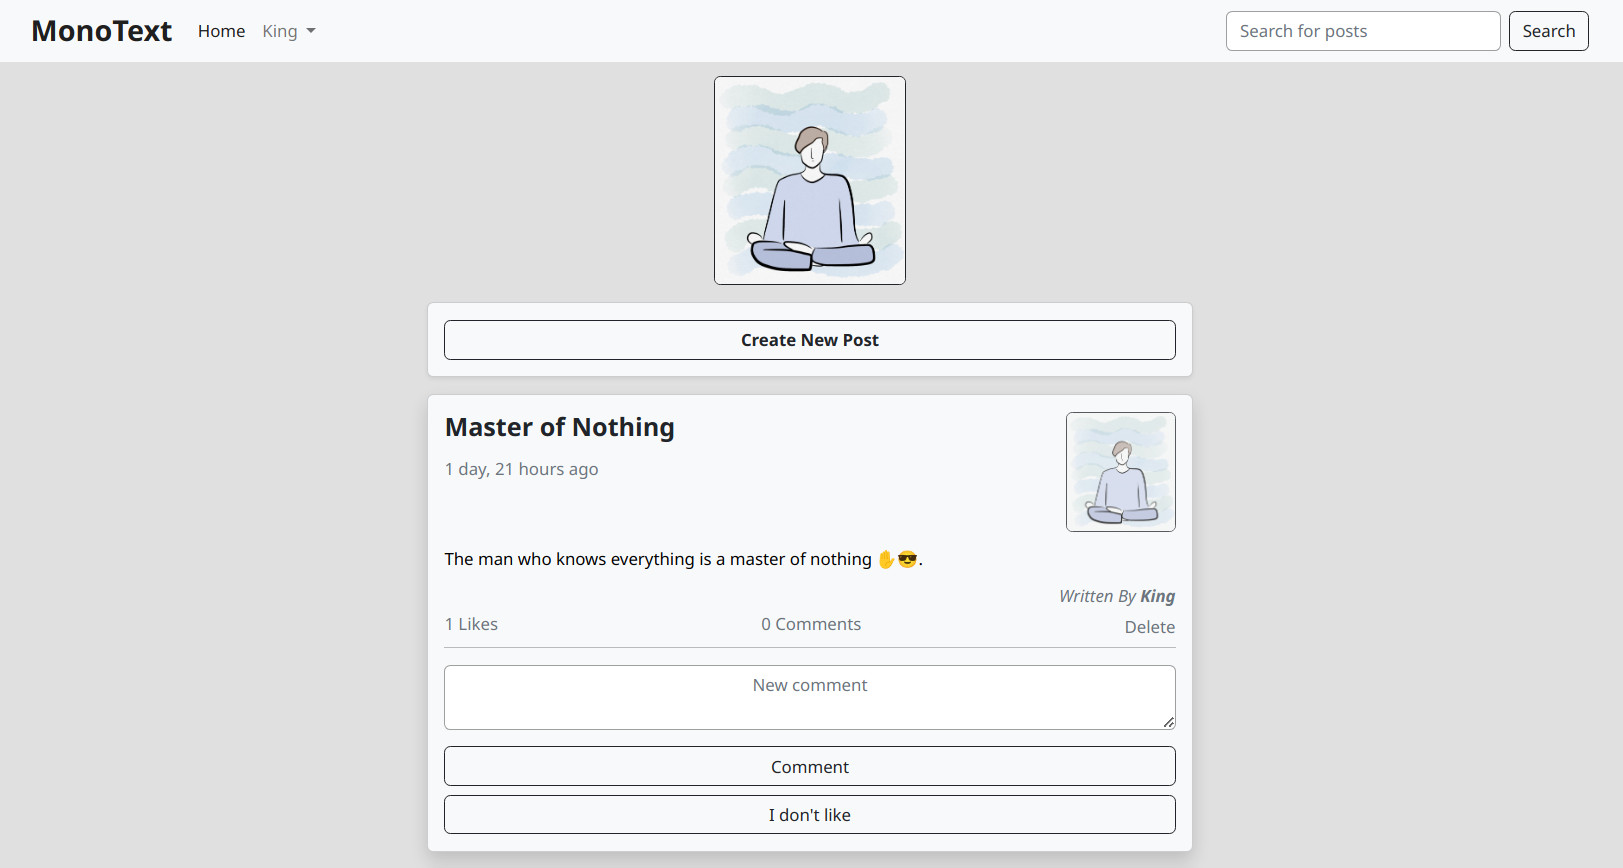 MonoText Home King Search for posts Search
Create New Post
Master of Nothing
1 day, 21 hours ago
The man who knows everything is a master of nothing ✋😎.
Written By King
1 Likes 0 Comments Delete
New comment
Comment
I don't like